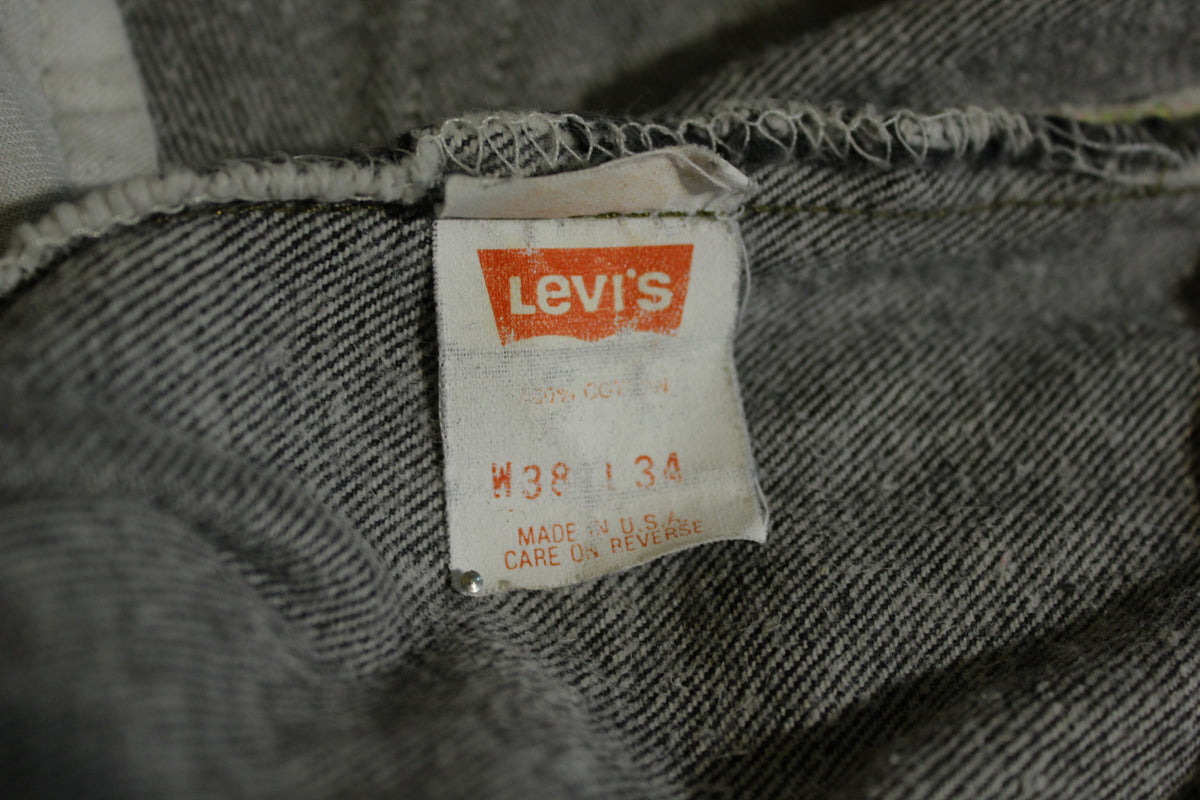 Levi's
100% COTTON
W38 L34
MADE IN U.S.A.
CARE ON REVERSE